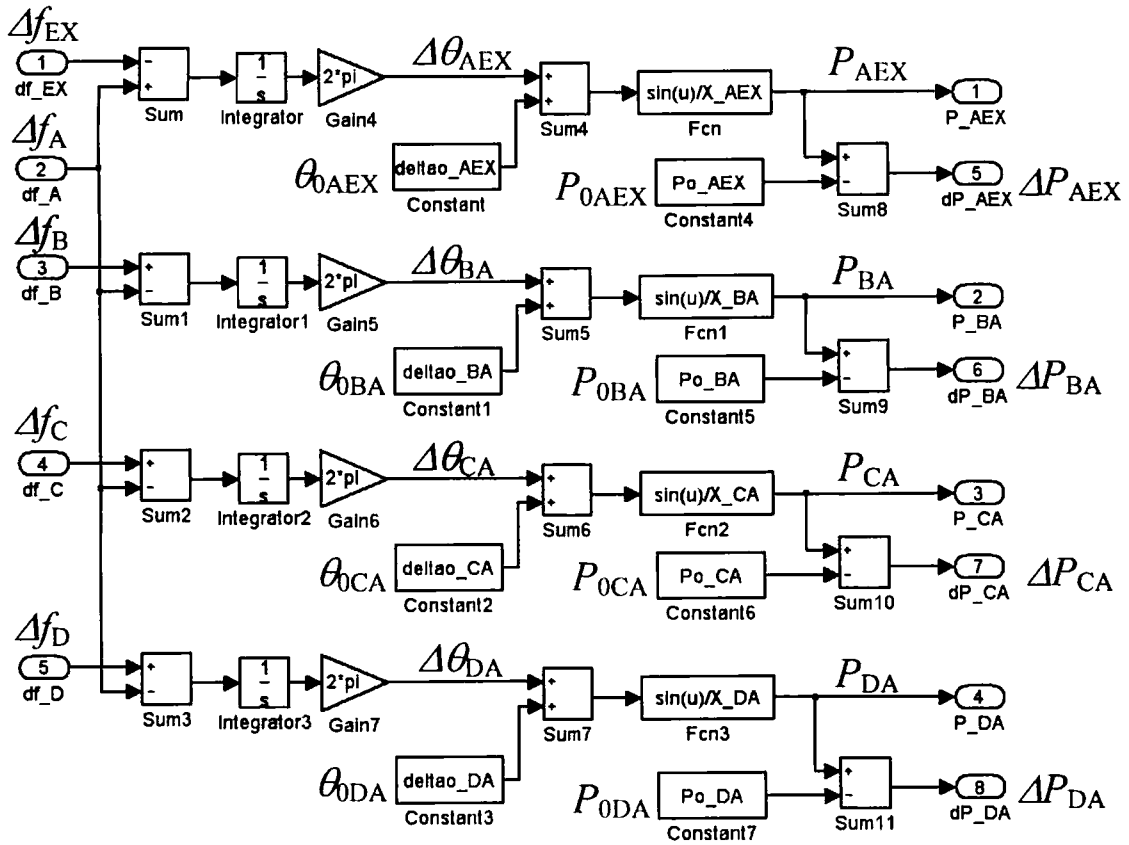 Δf_EX
1
df_EX
−
+
Sum
1
s
Integrator
2*pi
Gain4
Δθ_AEX
+
+
Sum4
sin(u)/X_AEX
Fcn
P_AEX
1
P_AEX
Δf_A
2
df_A
θ_0AEX
deltao_AEX
Constant
P_0AEX
Po_AEX
Constant4
+
−
Sum8
5
dP_AEX
ΔP_AEX
Δf_B
3
df_B
+
−
Sum1
1
s
Integrator1
2*pi
Gain5
Δθ_BA
+
+
Sum5
sin(u)/X_BA
Fcn1
P_BA
2
P_BA
θ_0BA
deltao_BA
Constant1
P_0BA
Po_BA
Constant5
+
−
Sum9
6
dP_BA
ΔP_BA
Δf_C
4
df_C
+
−
Sum2
1
s
Integrator2
2*pi
Gain6
Δθ_CA
+
+
Sum6
sin(u)/X_CA
Fcn2
P_CA
3
P_CA
θ_0CA
deltao_CA
Constant2
P_0CA
Po_CA
Constant6
+
−
Sum10
7
dP_CA
ΔP_CA
Δf_D
5
df_D
+
−
Sum3
1
s
Integrator3
2*pi
Gain7
Δθ_DA
+
+
Sum7
sin(u)/X_DA
Fcn3
P_DA
4
P_DA
θ_0DA
deltao_DA
Constant3
P_0DA
Po_DA
Constant7
+
−
Sum11
8
dP_DA
ΔP_DA